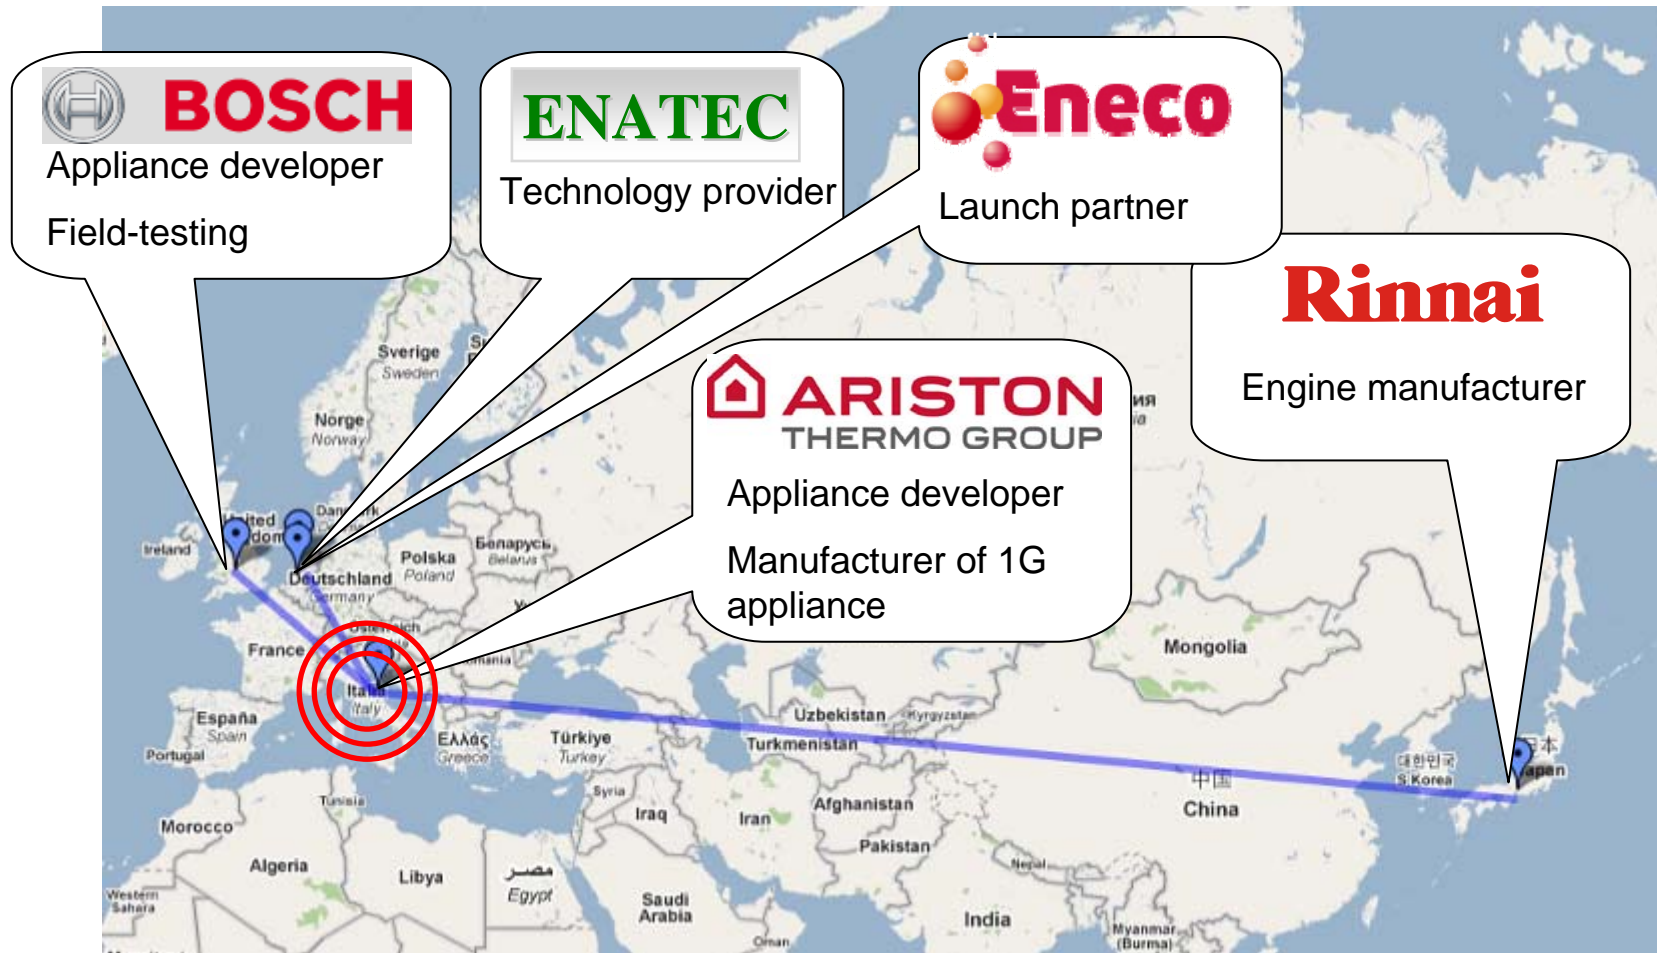 BOSCH
Appliance developer
Field-testing
ENATEC
Technology provider
Eneco
Launch partner
Rinnai
Engine manufacturer
ARISTON
THERMO GROUP
Appliance developer
Manufacturer of 1G
appliance
Sverige
Sweden
Norge
Norway
Ireland
Polska
Poland
Беларусь
Belarus
Deutschland
Germany
France
Italia
Italy
España
Spain
Portugal
Ελλάς
Greece
Türkiye
Turkey
Uzbekistan
Kyrgyzstan
Turkmenistan
Mongolia
대한민국
S Korea
日本
Japan
中国
China
Syria
Iraq
Iran
Afghanistan
Pakistan
Nepal
Tunisia
Morocco
Algeria
Libya
مصر
Egypt
Saudi
Arabia
Oman
India
Myanmar
(Burma)
Western
Sahara